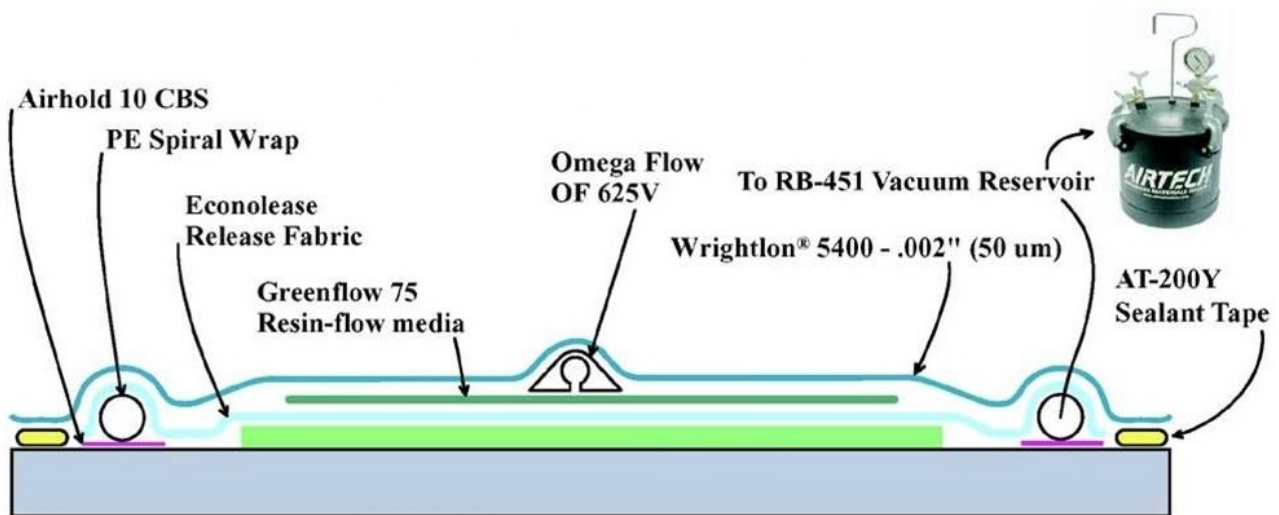 Airhold 10 CBS
PE Spiral Wrap
Econolease
Release Fabric
Greenflow 75
Resin-flow media
Omega Flow
OF 625V
To RB-451 Vacuum Reservoir
Wrightlon® 5400 - .002" (50 um)
AIRTECH
AT-200Y
Sealant Tape